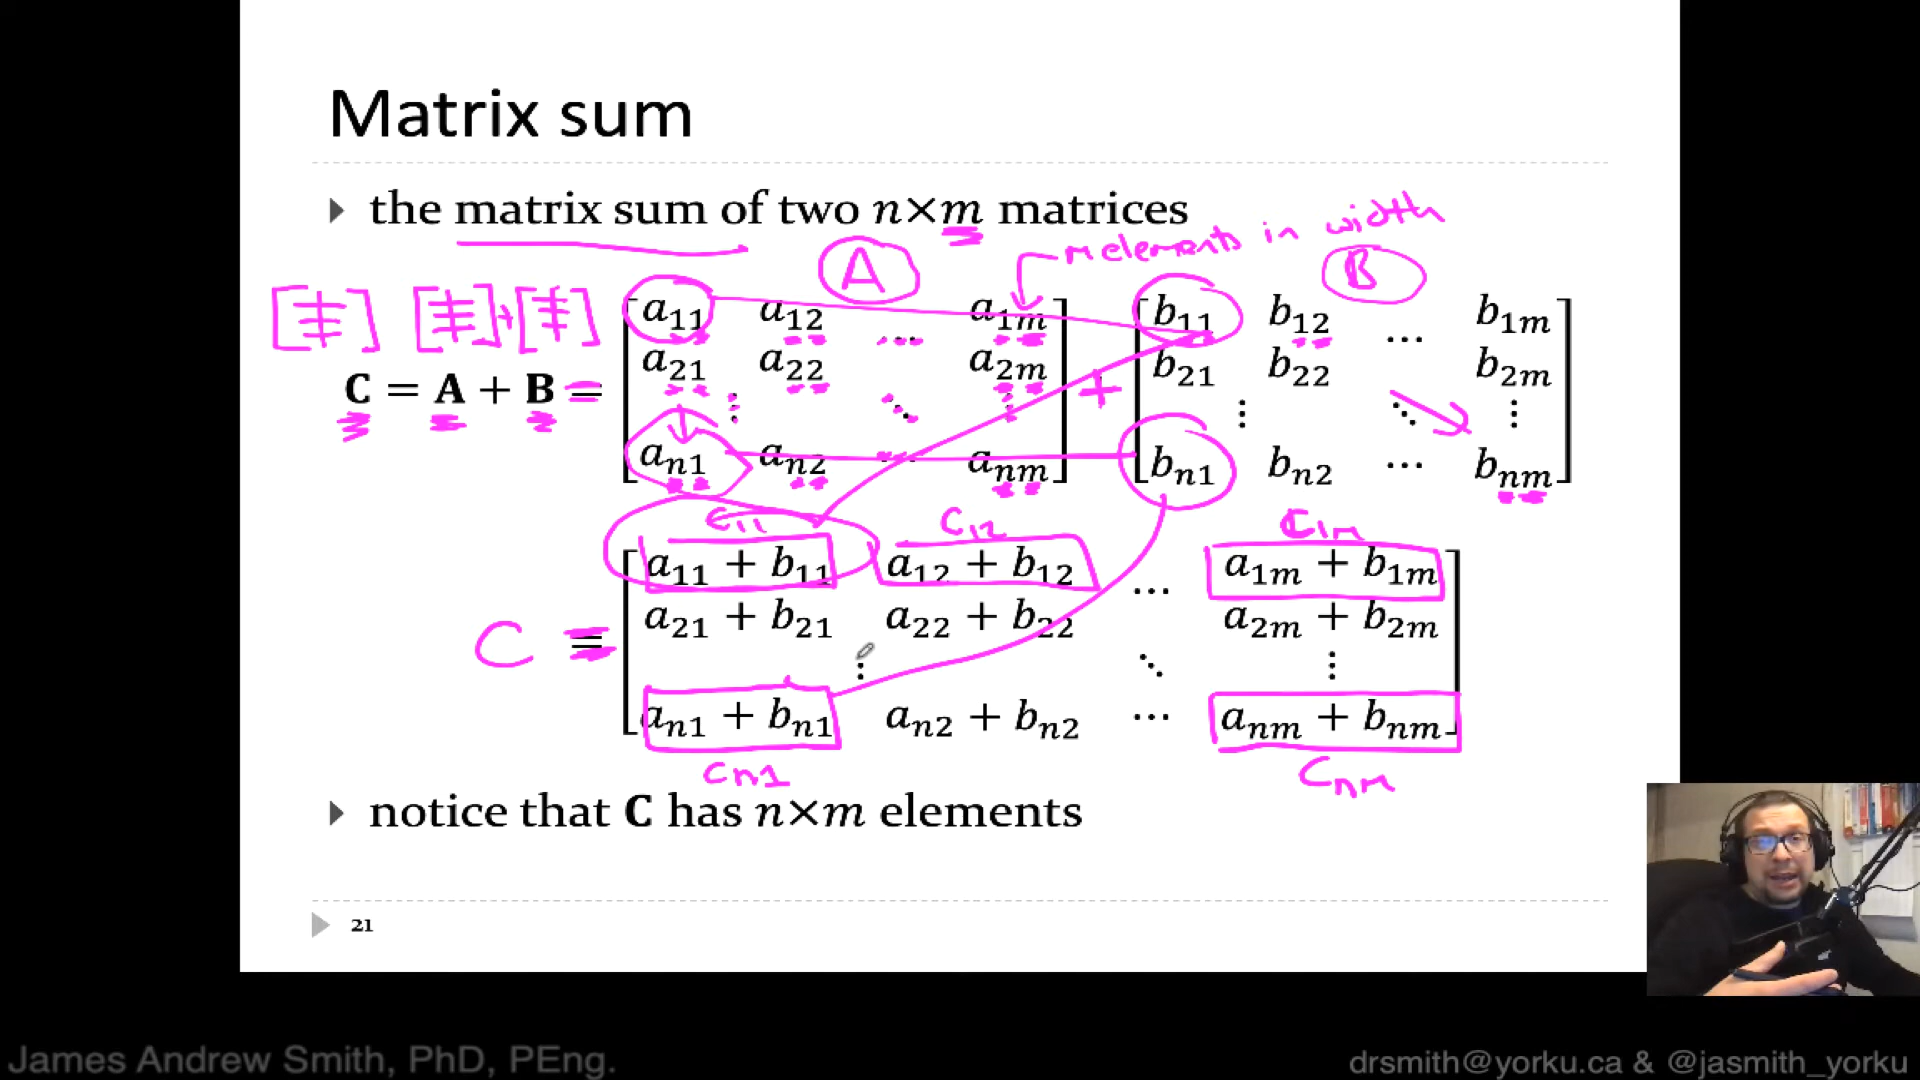 Matrix sum
the matrix sum of two n×m matrices
m elements in width
A
B
a11 a12 ... a1m
a21 a22 a2m
⋮ ⋱ ⋮
an1 an2 ... anm
C = A + B =
+
b11 b12 ... b1m
b21 b22 b2m
⋮ ⋱ ⋮
bn1 bn2 ... bnm
C11 C12 C1m
C =
a11 + b11 a12 + b12 ... a1m + b1m
a21 + b21 a22 + b22 a2m + b2m
⋮ ⋱ ⋮
an1 + bn1 an2 + bn2 ... anm + bnm
Cn1 Cnm
notice that C has n×m elements
21
James Andrew Smith, PhD, PEng.
drsmith@yorku.ca & @jasmith_yorku